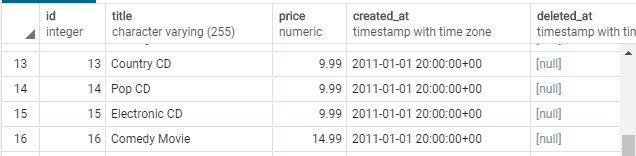 id title price created_at deleted_at
integer character varying (255) numeric timestamp with time zone timestamp with tim
13 13 Country CD 9.99 2011-01-01 20:00:00+00 [null]
14 14 Pop CD 9.99 2011-01-01 20:00:00+00 [null]
15 15 Electronic CD 9.99 2011-01-01 20:00:00+00 [null]
16 16 Comedy Movie 14.99 2011-01-01 20:00:00+00 [null]